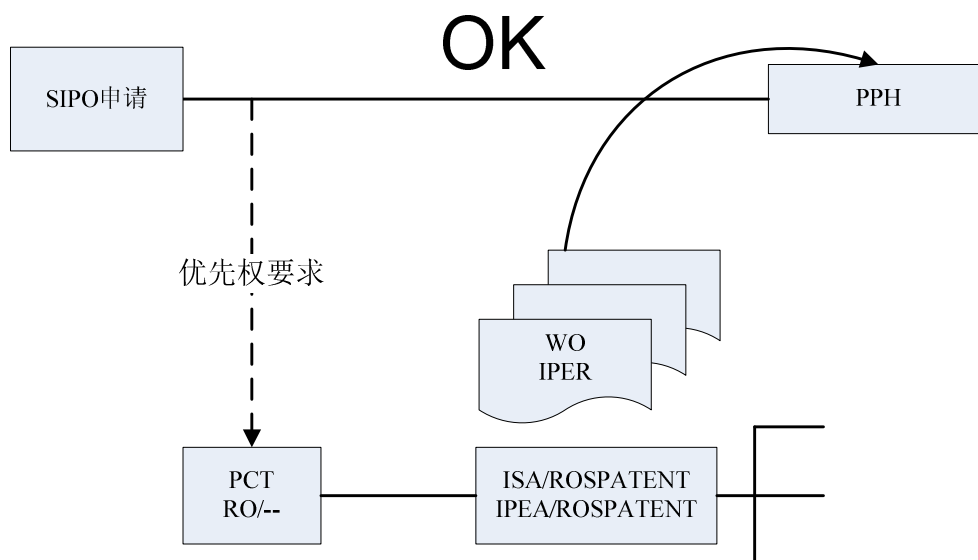 OK
SIPO申请
PPH
优先权要求
WO
IPER
PCT
RO/--
ISA/ROSPATENT
IPEA/ROSPATENT